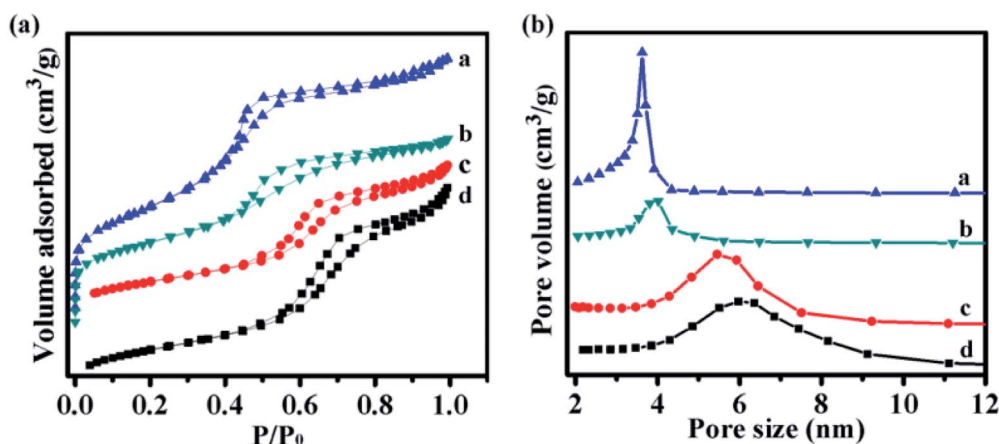 (a)
Volume adsorbed (cm³/g)
a
b
c
d
0.0 0.2 0.4 0.6 0.8 1.0
P/P₀
(b)
Pore volume (cm³/g)
a
b
c
d
2 4 6 8 10 12
Pore size (nm)